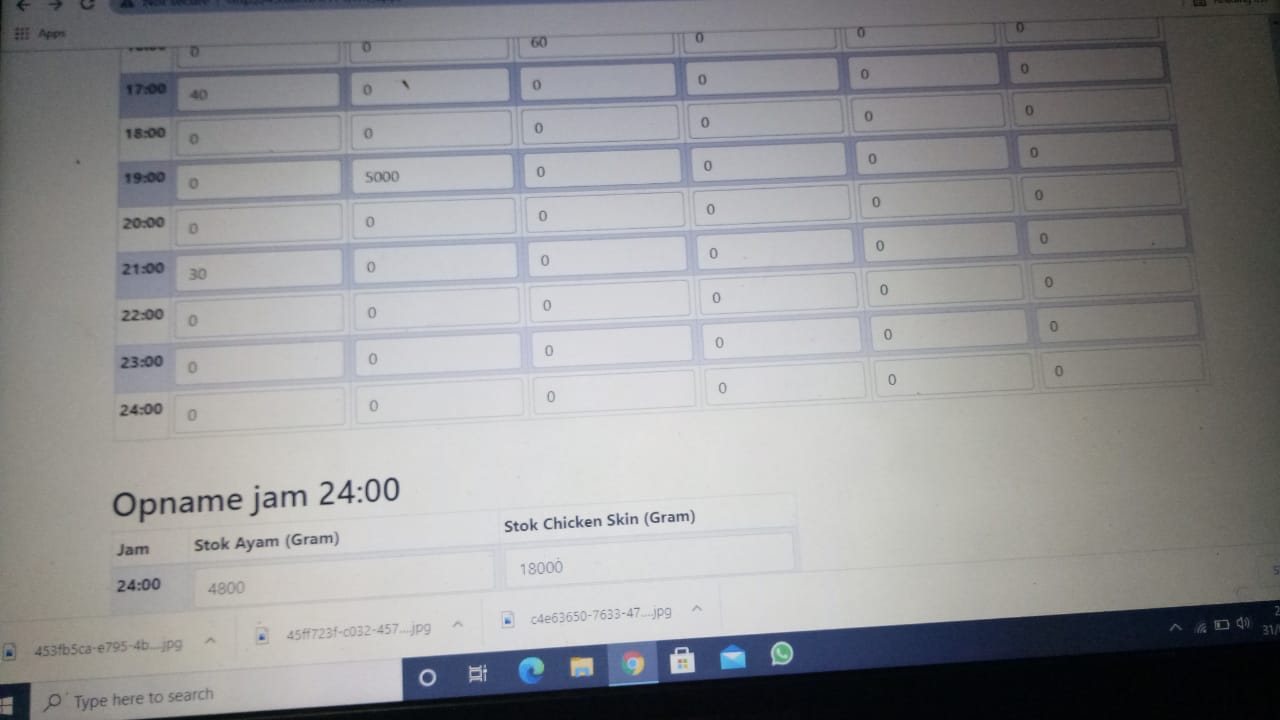 Apps
0 0 60 0 0 0
17:00 40 0 0 0 0 0
18:00 0 0 0 0 0 0
19:00 0 5000 0 0 0 0
20:00 0 0 0 0 0 0
21:00 30 0 0 0 0 0
22:00 0 0 0 0 0 0
23:00 0 0 0 0 0 0
24:00 0 0 0 0 0 0
Opname jam 24:00
Jam Stok Ayam (Gram) Stok Chicken Skin (Gram)
24:00 4800 18000
453fb5ca-e795-4b....jpg 45ff723f-c032-457....jpg c4e63650-7633-47....jpg
Type here to search